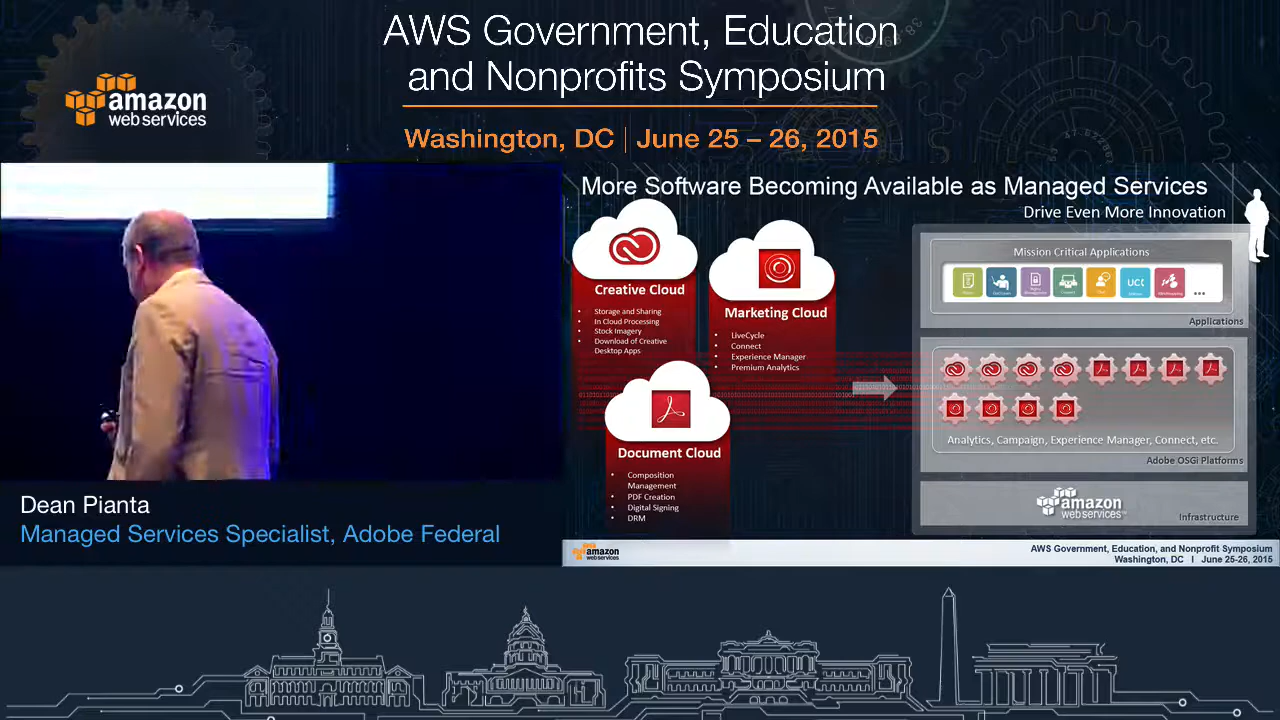 AWS Government, Education
and Nonprofits Symposium
amazon
web services
Washington, DC | June 25 – 26, 2015
More Software Becoming Available as Managed Services
Drive Even More Innovation
Creative Cloud
• Storage and Sharing
• In Cloud Processing
• Stock Imagery
• Download of Creative
Desktop Apps
Marketing Cloud
• LiveCycle
• Connect
• Experience Manager
• Premium Analytics
Document Cloud
• Composition
Management
• PDF Creation
• Digital Signing
• DRM
Mission Critical Applications
UCC
...
Applications
Analytics, Campaign, Experience Manager, Connect, etc.
Adobe OSGi Platforms
amazon
web services™
Infrastructure
Dean Pianta
Managed Services Specialist, Adobe Federal
amazon
web services
AWS Government, Education, and Nonprofit Symposium
Washington, DC | June 25-26, 2015